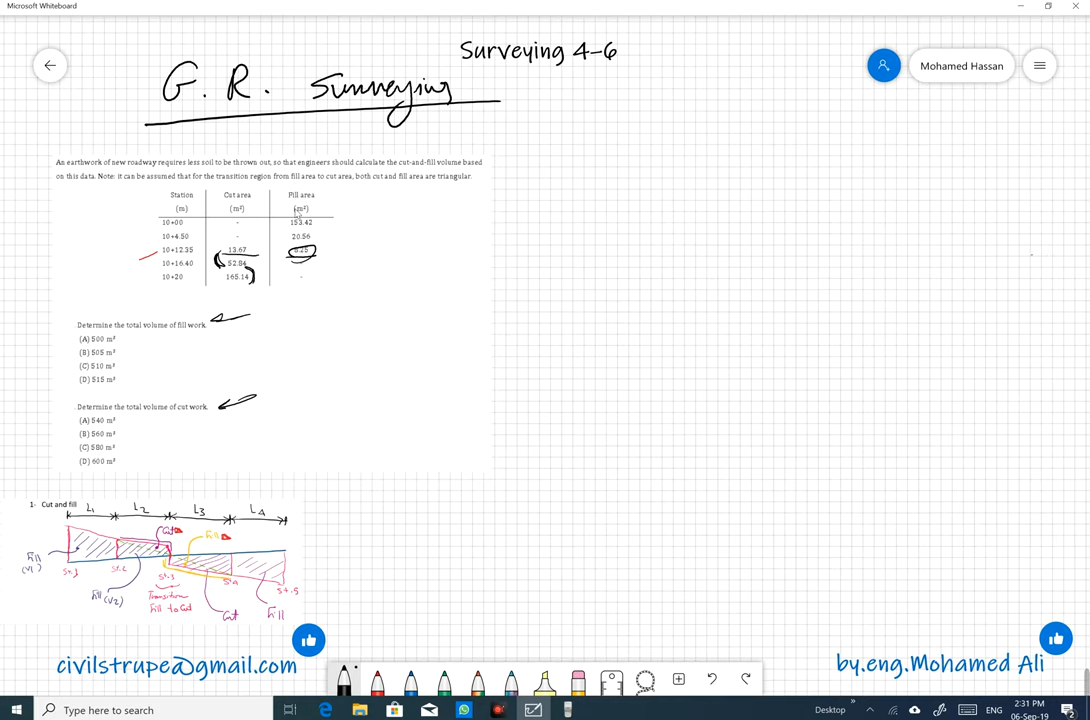 Microsoft Whiteboard
Surveying 4-6
Mohamed Hassan
G. R. Surveying
An earthwork of new roadway requires less soil to be thrown out, so that engineers should calculate the cut-and-fill volume based
on this data. Note: it can be assumed that for the transition region from fill area to cut area, both cut and fill area are triangular.
Station Cut area Fill area
(m) (m²) (m²)
10+00 - 153.42
10+4.50 - 20.56
10+12.35 13.67 8.25
10+16.40 52.84
10+20 165.14 -
Determine the total volume of fill work.
(A) 500 m³
(B) 505 m³
(C) 510 m³
(D) 515 m³
Determine the total volume of cut work.
(A) 540 m³
(B) 560 m³
(C) 580 m³
(D) 600 m³
1- Cut and fill
L1 L2 L3 L4
Cut Fill
Fill
(V1)
St.1 St.2 St.3 St.4 St.5
Fill (V2)
Transition
Fill to Cut
Cut Fill
civilstrupe@gmail.com
by.eng.Mohamed Ali
Type here to search
Desktop
ENG
2:31 PM
06-Sep-19